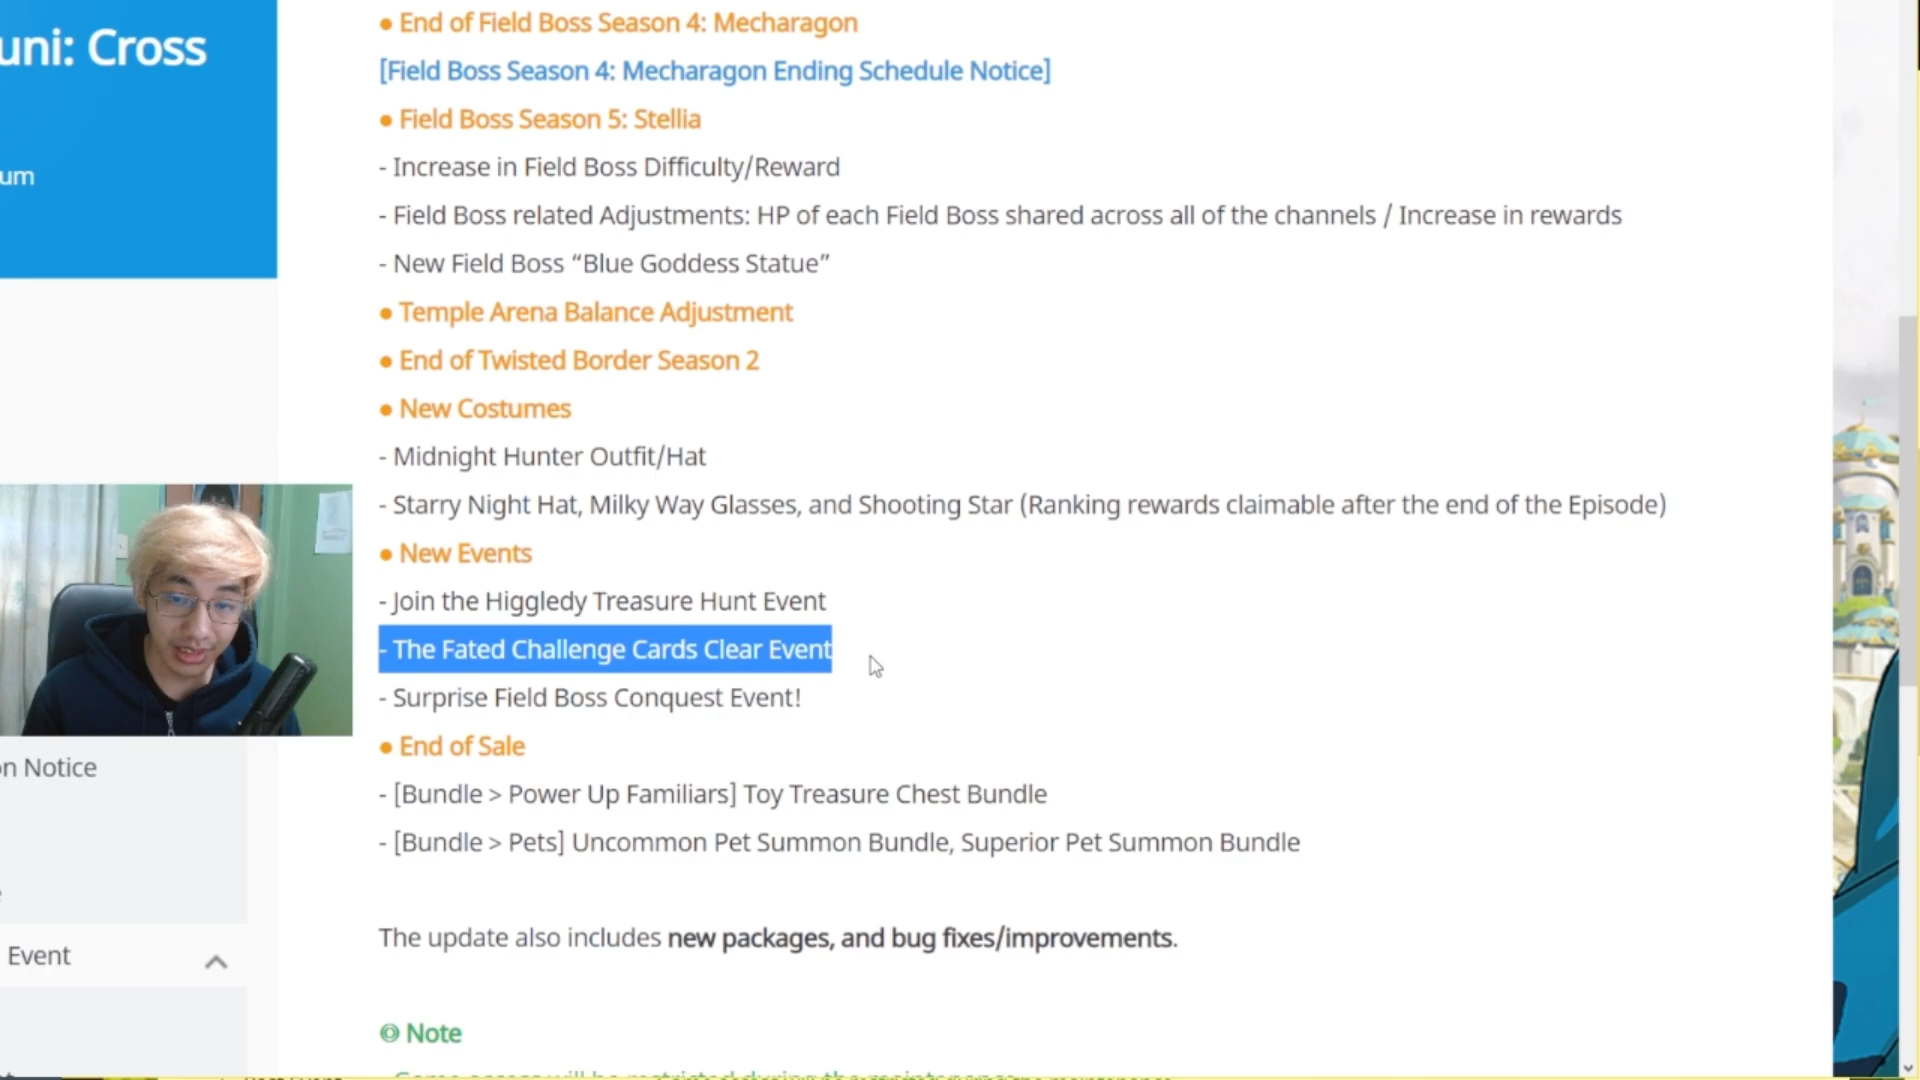 uni: Cross
um
● End of Field Boss Season 4: Mecharagon
[Field Boss Season 4: Mecharagon Ending Schedule Notice]
● Field Boss Season 5: Stellia
- Increase in Field Boss Difficulty/Reward
- Field Boss related Adjustments: HP of each Field Boss shared across all of the channels / Increase in rewards
- New Field Boss “Blue Goddess Statue”
● Temple Arena Balance Adjustment
● End of Twisted Border Season 2
● New Costumes
- Midnight Hunter Outfit/Hat
- Starry Night Hat, Milky Way Glasses, and Shooting Star (Ranking rewards claimable after the end of the Episode)
● New Events
- Join the Higgledy Treasure Hunt Event
- The Fated Challenge Cards Clear Event
- Surprise Field Boss Conquest Event!
● End of Sale
- [Bundle > Power Up Familiars] Toy Treasure Chest Bundle
- [Bundle > Pets] Uncommon Pet Summon Bundle, Superior Pet Summon Bundle
The update also includes new packages, and bug fixes/improvements.
◎ Note
on Notice
Event